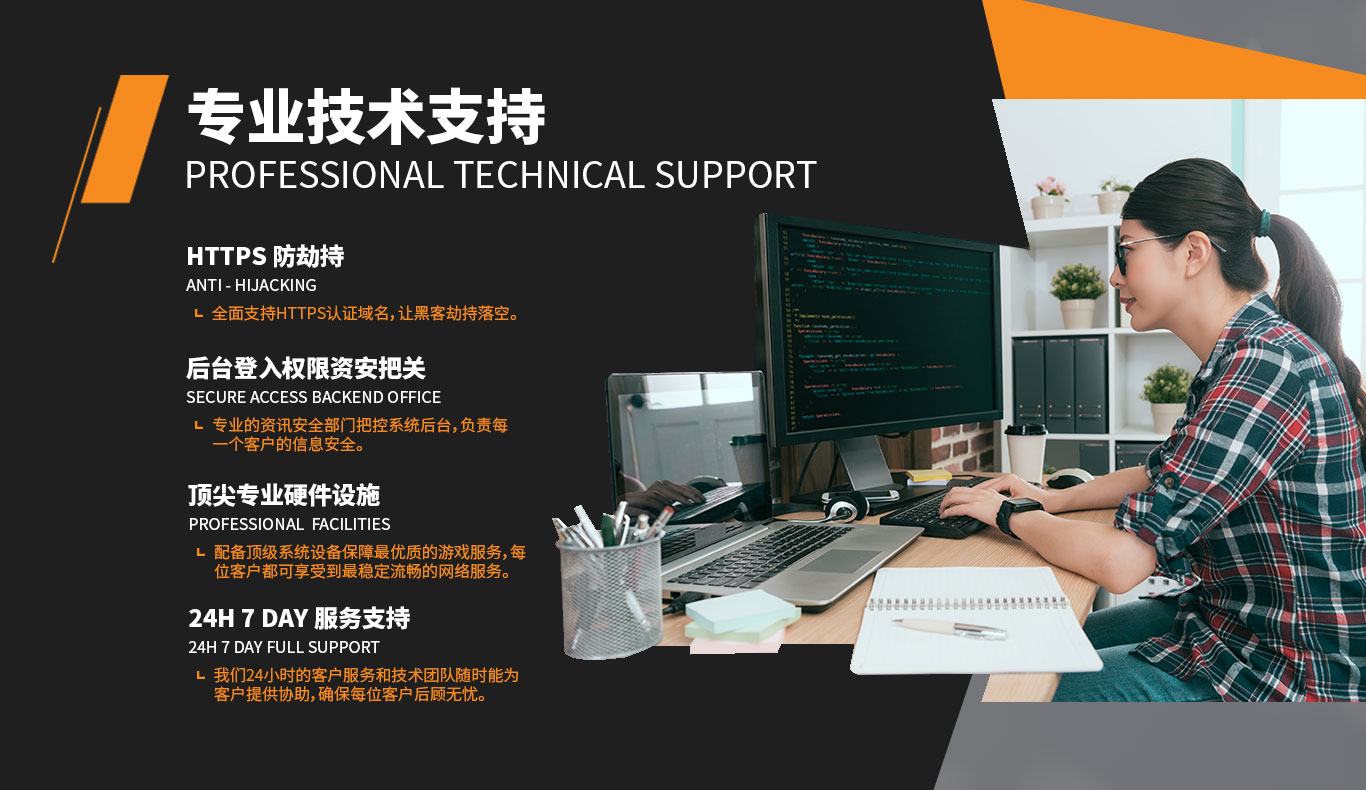 专业技术支持
PROFESSIONAL TECHNICAL SUPPORT
HTTPS 防劫持
ANTI - HIJACKING
全面支持HTTPS认证域名，让黑客劫持落空。
后台登入权限资安把关
SECURE ACCESS BACKEND OFFICE
专业的资讯安全部门把控系统后台，负责每
一个客户的信息安全。
顶尖专业硬件设施
PROFESSIONAL FACILITIES
配备顶级系统设备保障最优质的游戏服务，每
位客户都可享受到最稳定流畅的网络服务。
24H 7 DAY 服务支持
24H 7 DAY FULL SUPPORT
我们24小时的客户服务和技术团队随时能为
客户提供协助，确保每位客户后顾无忧。